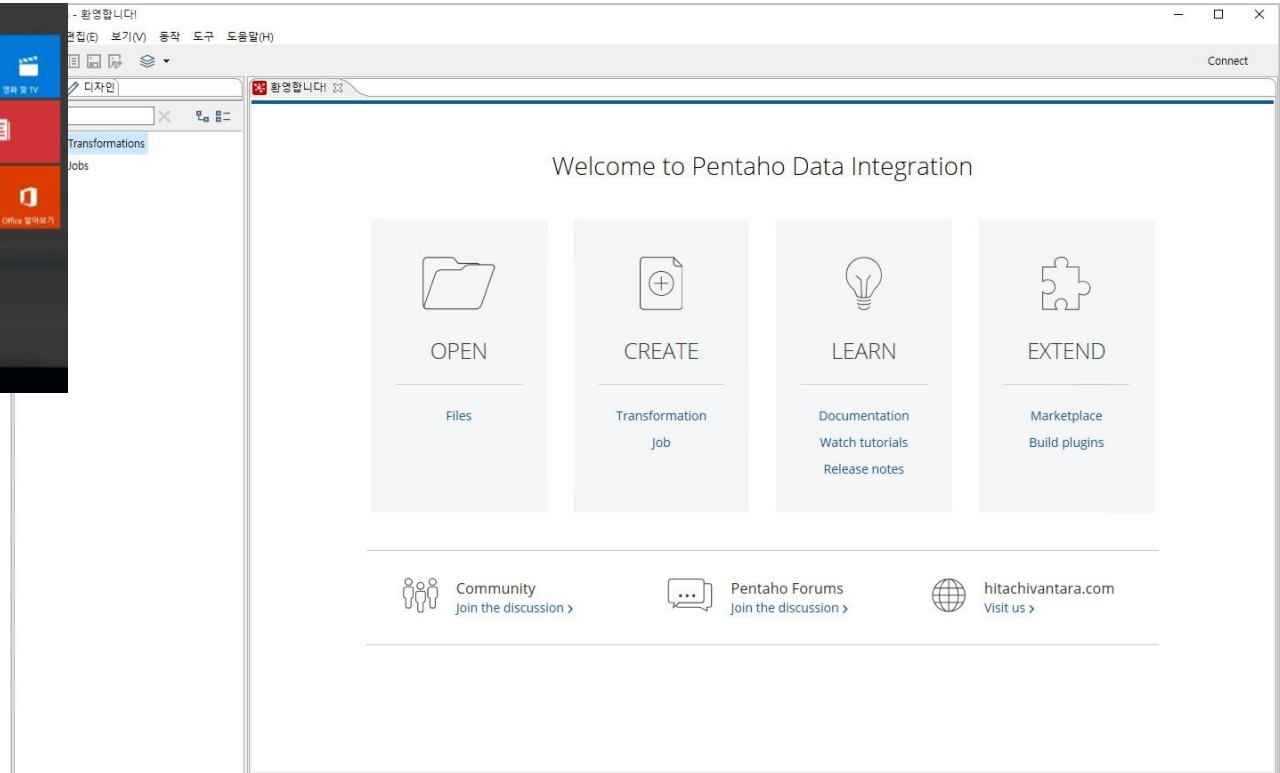 - 환영합니다!
편집(E) 보기(V) 동작 도구 도움말(H)
Connect
디자인
환영합니다!
영화 및 TV
Transformations
Jobs
Office 알아보기
Welcome to Pentaho Data Integration
OPEN
Files
CREATE
Transformation
Job
LEARN
Documentation
Watch tutorials
Release notes
EXTEND
Marketplace
Build plugins
Community
Join the discussion >
Pentaho Forums
Join the discussion >
hitachivantara.com
Visit us >